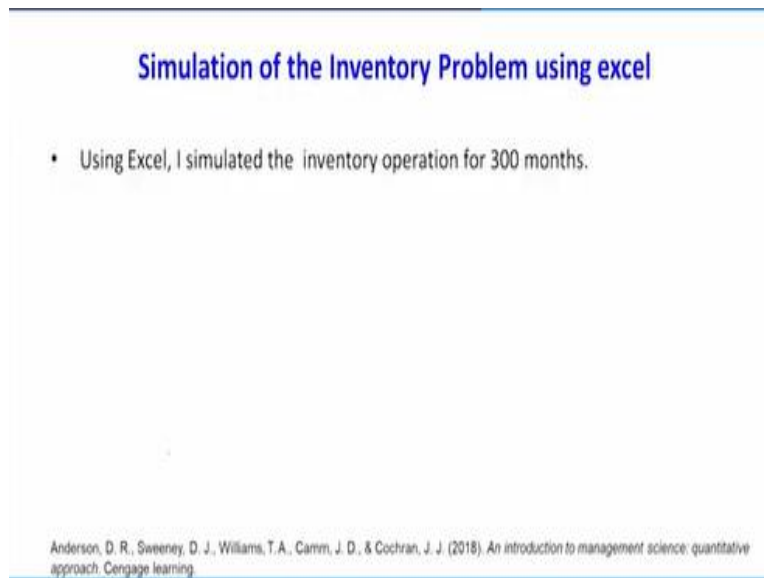 Simulation of the Inventory Problem using excel
• Using Excel, I simulated the inventory operation for 300 months.
Anderson, D. R., Sweeney, D. J., Williams, T.A., Camm, J. D., & Cochran, J. J. (2018). An introduction to management science: quantitative
approach. Cengage learning.